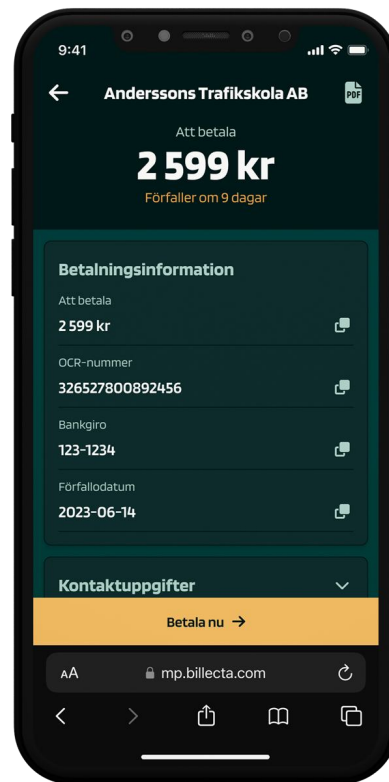 9:41
Anderssons Trafikskola AB
PDF
Att betala
2 599 kr
Förfaller om 9 dagar
Betalningsinformation
Att betala
2 599 kr
OCR-nummer
326527800892456
Bankgiro
123-1234
Förfallodatum
2023-06-14
Kontaktuppgifter
Betala nu →
AA
mp.billecta.com